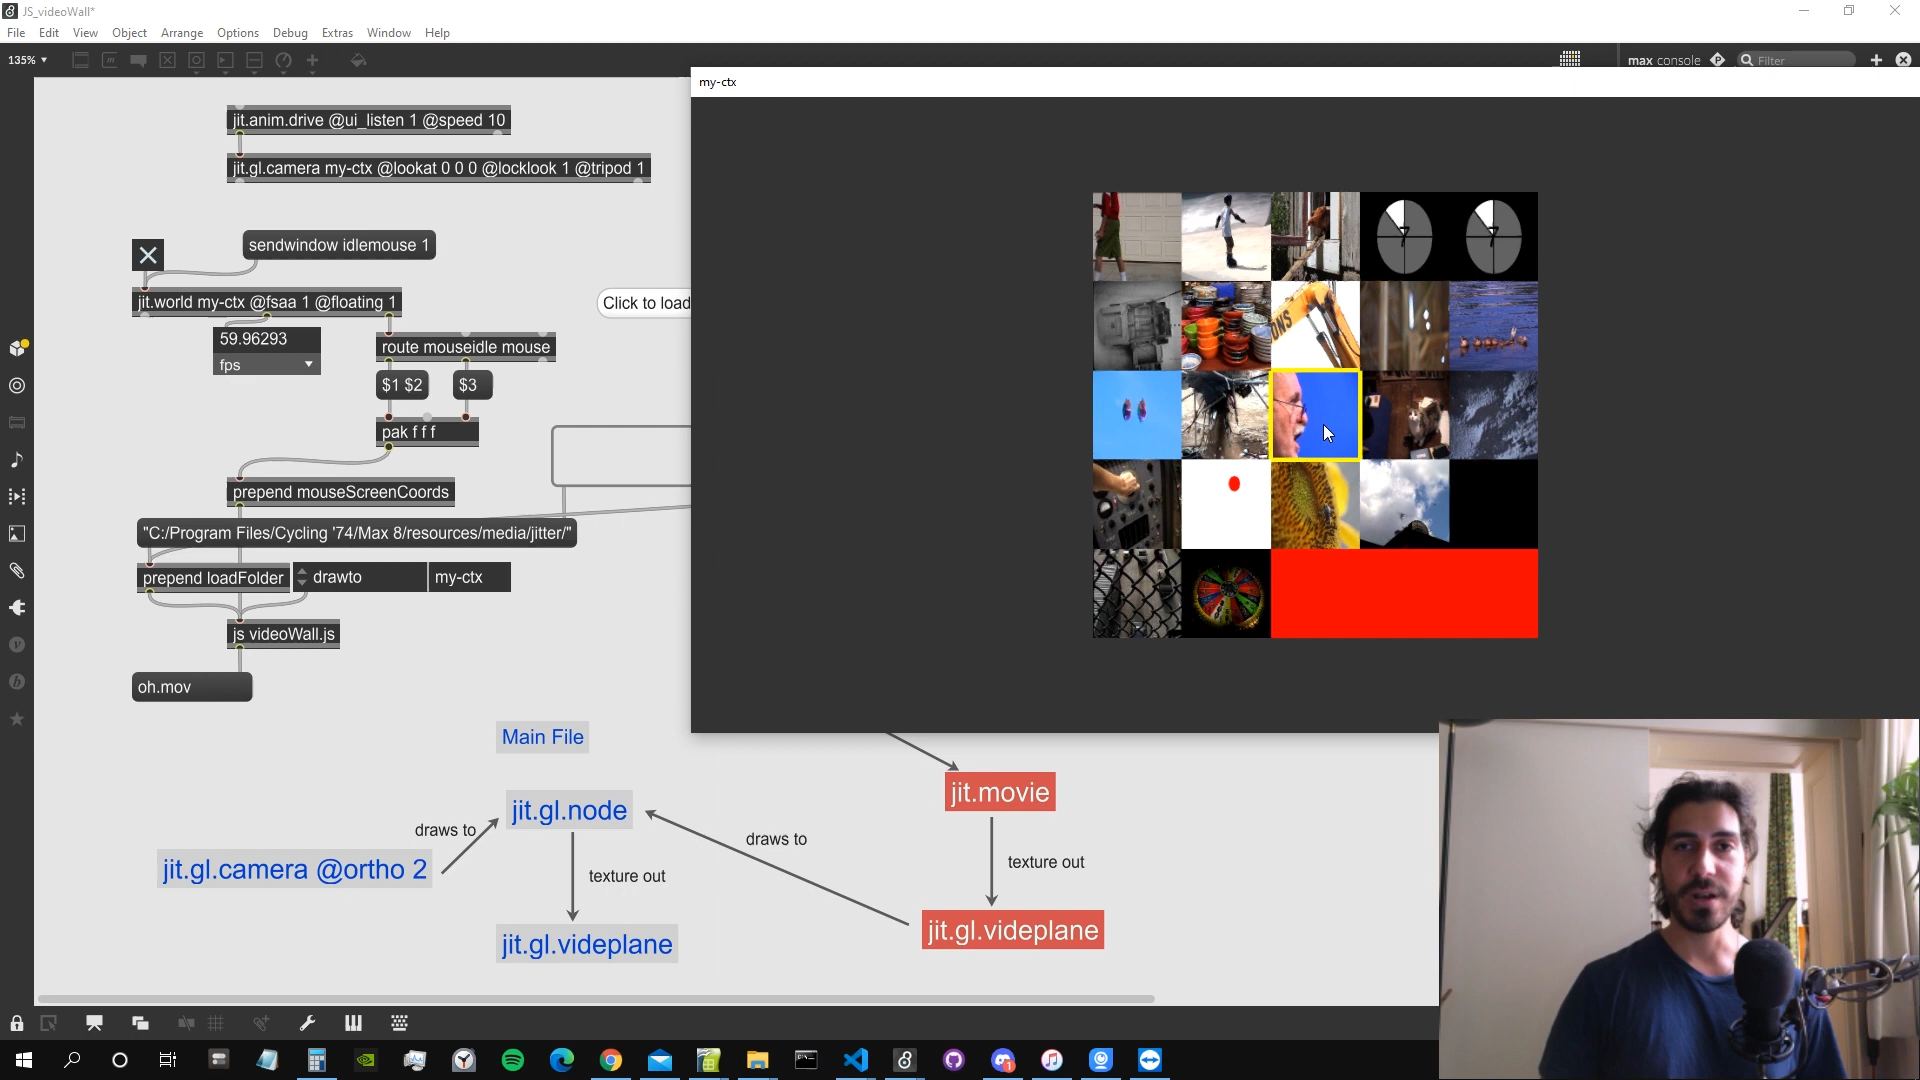 JS_videoWall*
File Edit View Object Arrange Options Debug Extras Window Help
135%
max console
Filter
my-ctx
jit.anim.drive @ui_listen 1 @speed 10
jit.gl.camera my-ctx @lookat 0 0 0 @locklook 1 @tripod 1
sendwindow idlemouse 1
jit.world my-ctx @fsaa 1 @floating 1
Click to load
59.96293
fps
route mouseidle mouse
$1 $2
$3
pak f f f
prepend mouseScreenCoords
"C:/Program Files/Cycling '74/Max 8/resources/media/jitter/"
prepend loadFolder
drawto
my-ctx
js videoWall.js
oh.mov
Main File
jit.gl.node
draws to
jit.gl.camera @ortho 2
texture out
jit.gl.videplane
draws to
jit.movie
texture out
jit.gl.videplane